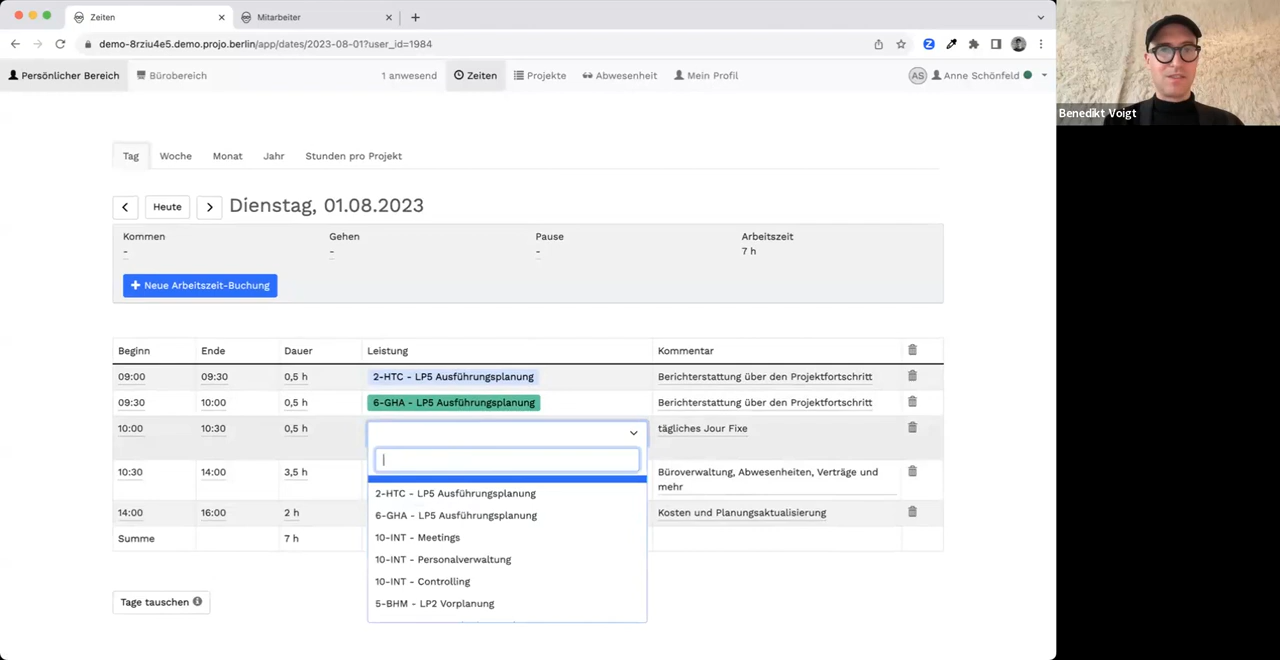 Zeiten
Mitarbeiter
demo-8rziu4e5.demo.projo.berlin/app/dates/2023-08-01?user_id=1984
Persönlicher Bereich
Bürobereich
1 anwesend
Zeiten
Projekte
Abwesenheit
Mein Profil
AS
Anne Schönfeld
Benedikt Voigt
Tag
Woche
Monat
Jahr
Stunden pro Projekt
Heute
Dienstag, 01.08.2023
Kommen
Gehen
Pause
Arbeitszeit
-
-
-
7 h
+ Neue Arbeitszeit-Buchung
Beginn
Ende
Dauer
Leistung
Kommentar
09:00
09:30
0,5 h
2-HTC - LP5 Ausführungsplanung
Berichterstattung über den Projektfortschritt
09:30
10:00
0,5 h
6-GHA - LP5 Ausführungsplanung
Berichterstattung über den Projektfortschritt
10:00
10:30
0,5 h
tägliches Jour Fixe
10:30
14:00
3,5 h
Büroverwaltung, Abwesenheiten, Verträge und
mehr
14:00
16:00
2 h
Kosten und Planungsaktualisierung
Summe
7 h
2-HTC - LP5 Ausführungsplanung
6-GHA - LP5 Ausführungsplanung
10-INT - Meetings
10-INT - Personalverwaltung
10-INT - Controlling
5-BHM - LP2 Vorplanung
Tage tauschen